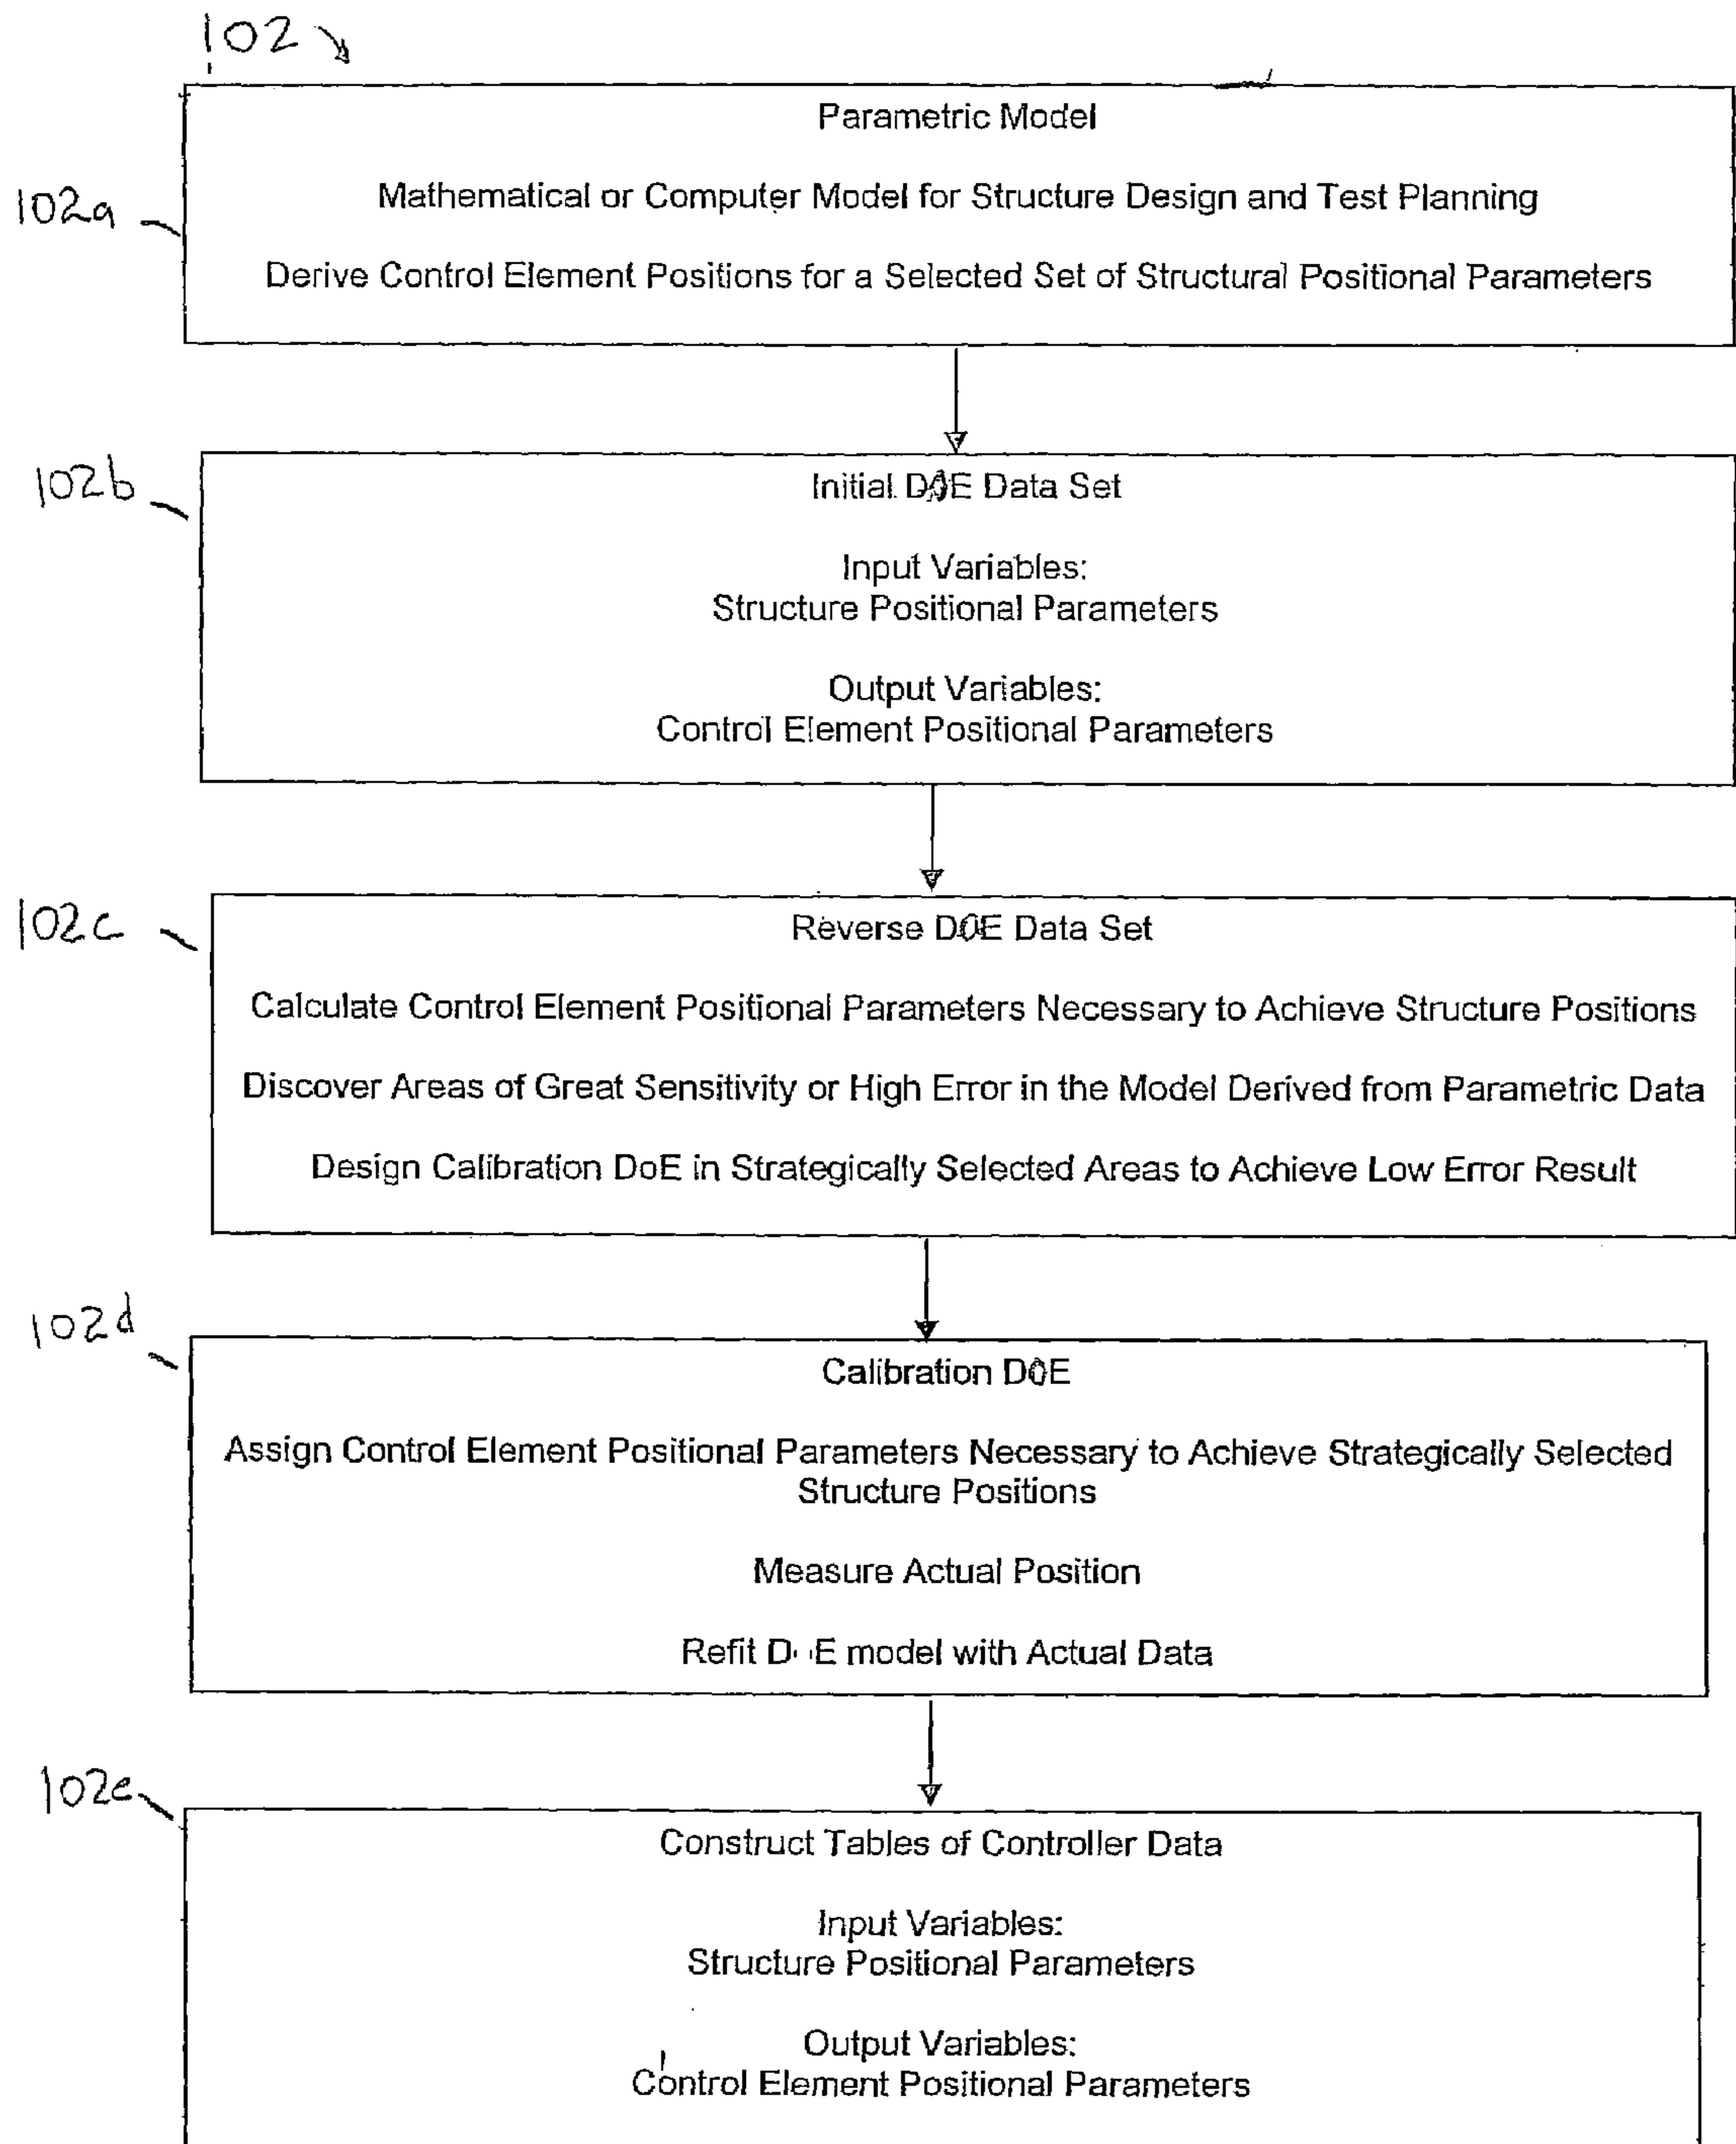 102
Parametric Model
102a
Mathematical or Computer Model for Structure Design and Test Planning
Derive Control Element Positions for a Selected Set of Structural Positional Parameters
102b
Initial DOE Data Set
Input Variables:
Structure Positional Parameters
Output Variables:
Control Element Positional Parameters
102c
Reverse DOE Data Set
Calculate Control Element Positional Parameters Necessary to Achieve Structure Positions
Discover Areas of Great Sensitivity or High Error in the Model Derived from Parametric Data
Design Calibration DoE in Strategically Selected Areas to Achieve Low Error Result
102d
Calibration DOE
Assign Control Element Positional Parameters Necessary to Achieve Strategically Selected
Structure Positions
Measure Actual Position
Refit model with Actual Data
102e
Construct Tables of Controller Data
Input Variables:
Structure Positional Parameters
Output Variables:
Control Element Positional Parameters